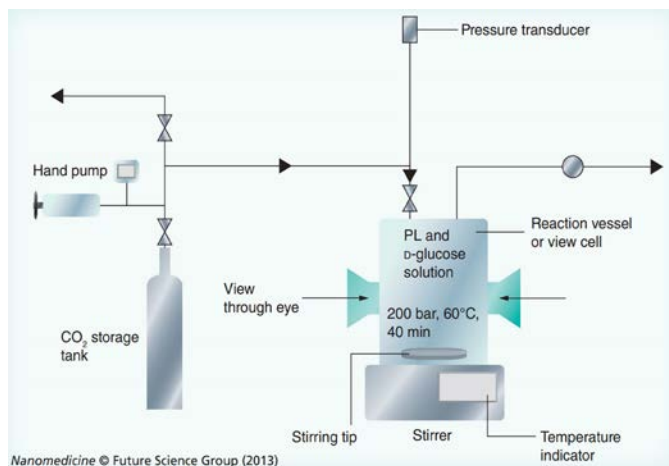 Pressure transducer
Hand pump
PL and
D-glucose
solution
Reaction vessel
or view cell
View
through eye
200 bar, 60°C,
40 min
CO₂ storage
tank
Stirring tip
Stirrer
Temperature
indicator
Nanomedicine © Future Science Group (2013)